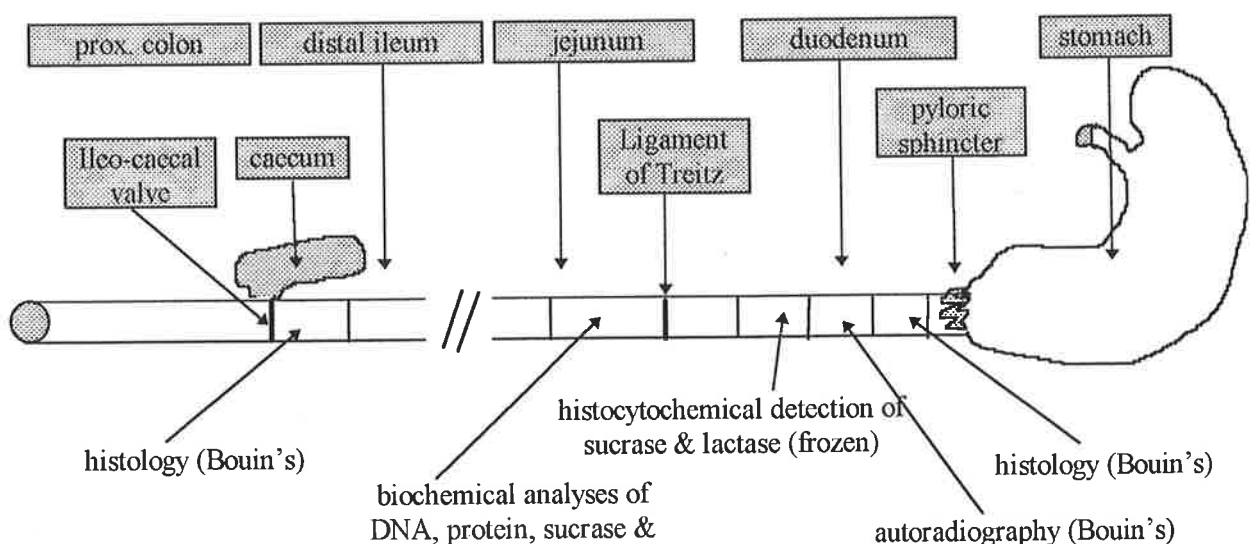 prox. colon
distal ileum
jejunum
duodenum
stomach
Ileo-caecal
valve
caecum
Ligament
of Treitz
pyloric
sphincter
histology (Bouin's)
biochemical analyses of
DNA, protein, sucrase &
histocytochemical detection of
sucrase & lactase (frozen)
autoradiography (Bouin's)
histology (Bouin's)